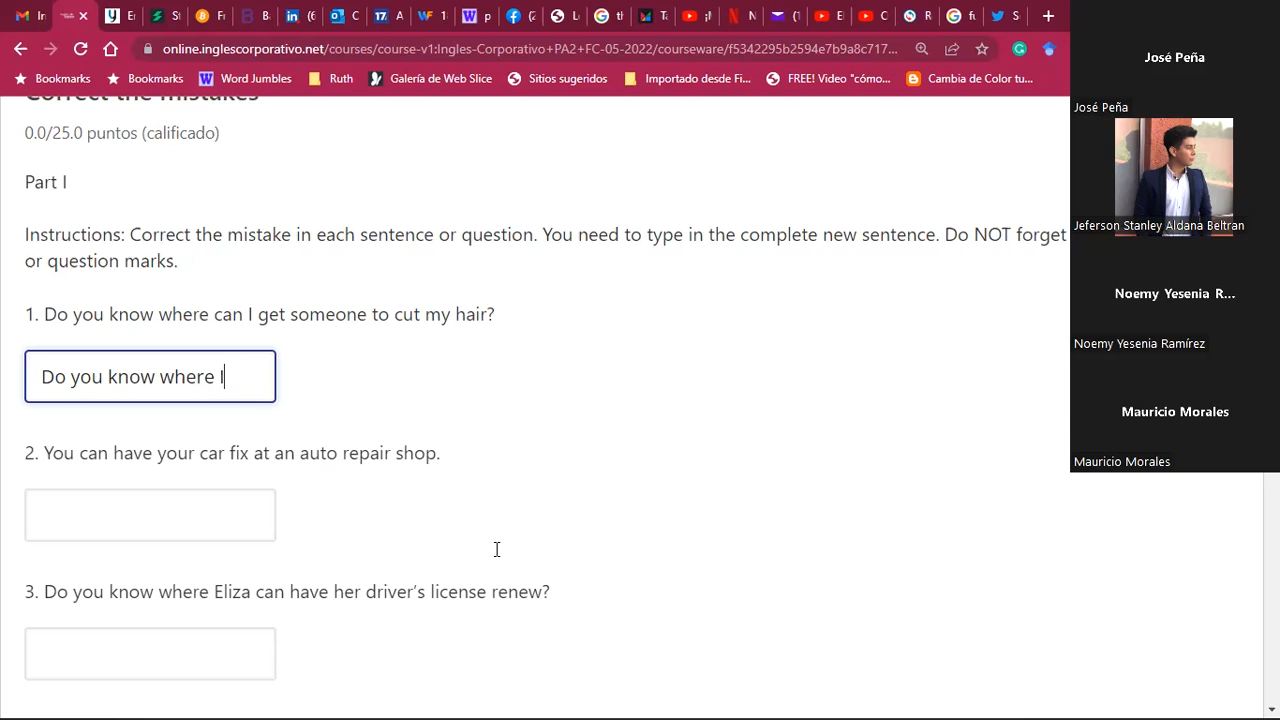 online.inglescorporativo.net/courses/course-v1:Ingles-Corporativo+PA2+FC-05-2022/courseware/f5342295b2594e7b9a8c717...
Bookmarks
Bookmarks
Word Jumbles
Ruth
Galería de Web Slice
Sitios sugeridos
Importado desde Fi...
FREE! Video "cómo...
Cambia de Color tu...
Correct the mistakes
0.0/25.0 puntos (calificado)
Part I
Instructions: Correct the mistake in each sentence or question. You need to type in the complete new sentence. Do NOT forget
or question marks.
1. Do you know where can I get someone to cut my hair?
Do you know where I
2. You can have your car fix at an auto repair shop.
3. Do you know where Eliza can have her driver’s license renew?
José Peña
José Peña
Jeferson Stanley Aldana Beltran
Noemy Yesenia R...
Noemy Yesenia Ramírez
Mauricio Morales
Mauricio Morales